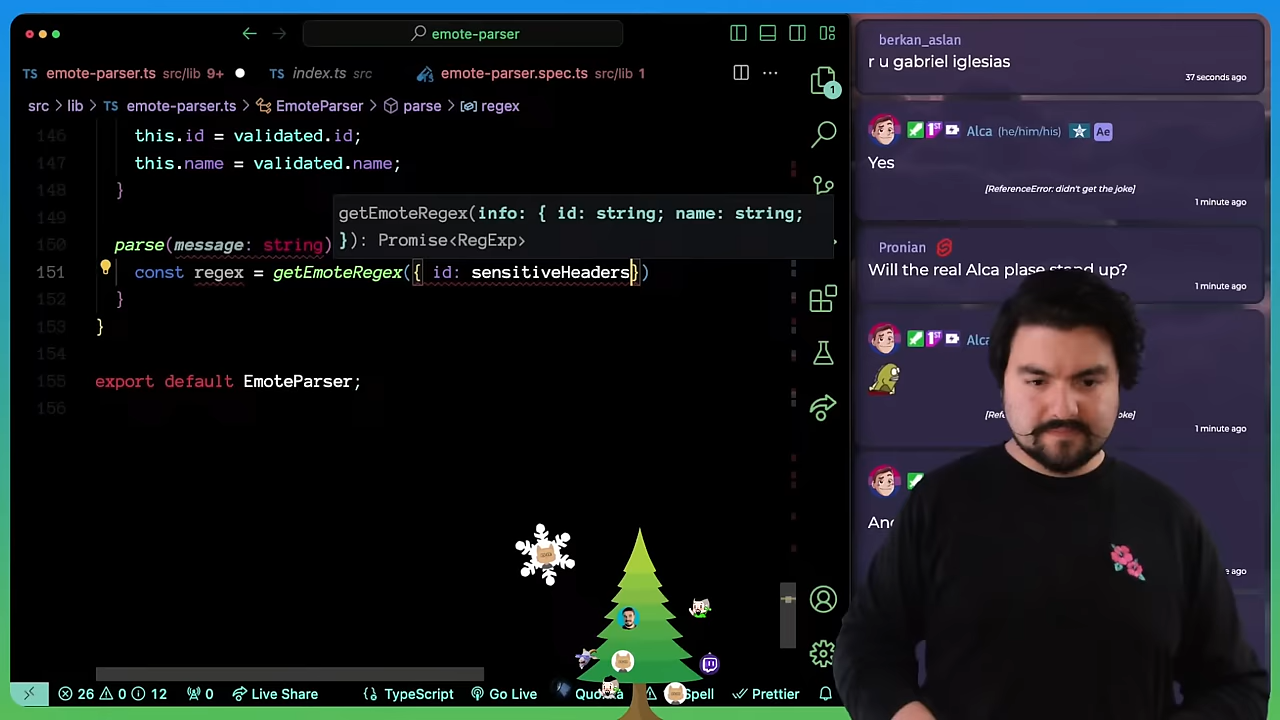 emote-parser
TS emote-parser.ts src/lib 9+
TS index.ts src
emote-parser.spec.ts src/lib 1
src > lib > TS emote-parser.ts > EmoteParser > parse > regex
146 this.id = validated.id;
147 this.name = validated.name;
148 }
149
getEmoteRegex(info: { id: string; name: string;
}): Promise<RegExp>
150 parse(message: string)
151 const regex = getEmoteRegex({ id: sensitiveHeaders})
152 }
153 }
154
155 export default EmoteParser;
156
1
26 0 12 0 Live Share TypeScript Go Live Spell Prettier
berkan_aslan
r u gabriel iglesias
37 seconds ago
Alca (he/him/his) Ae
Yes
[ReferenceError: didn't get the joke]
1 minute ago
Pronian
Will the real Alca plase stand up?
1 minute ago
Alca
1 minute ago